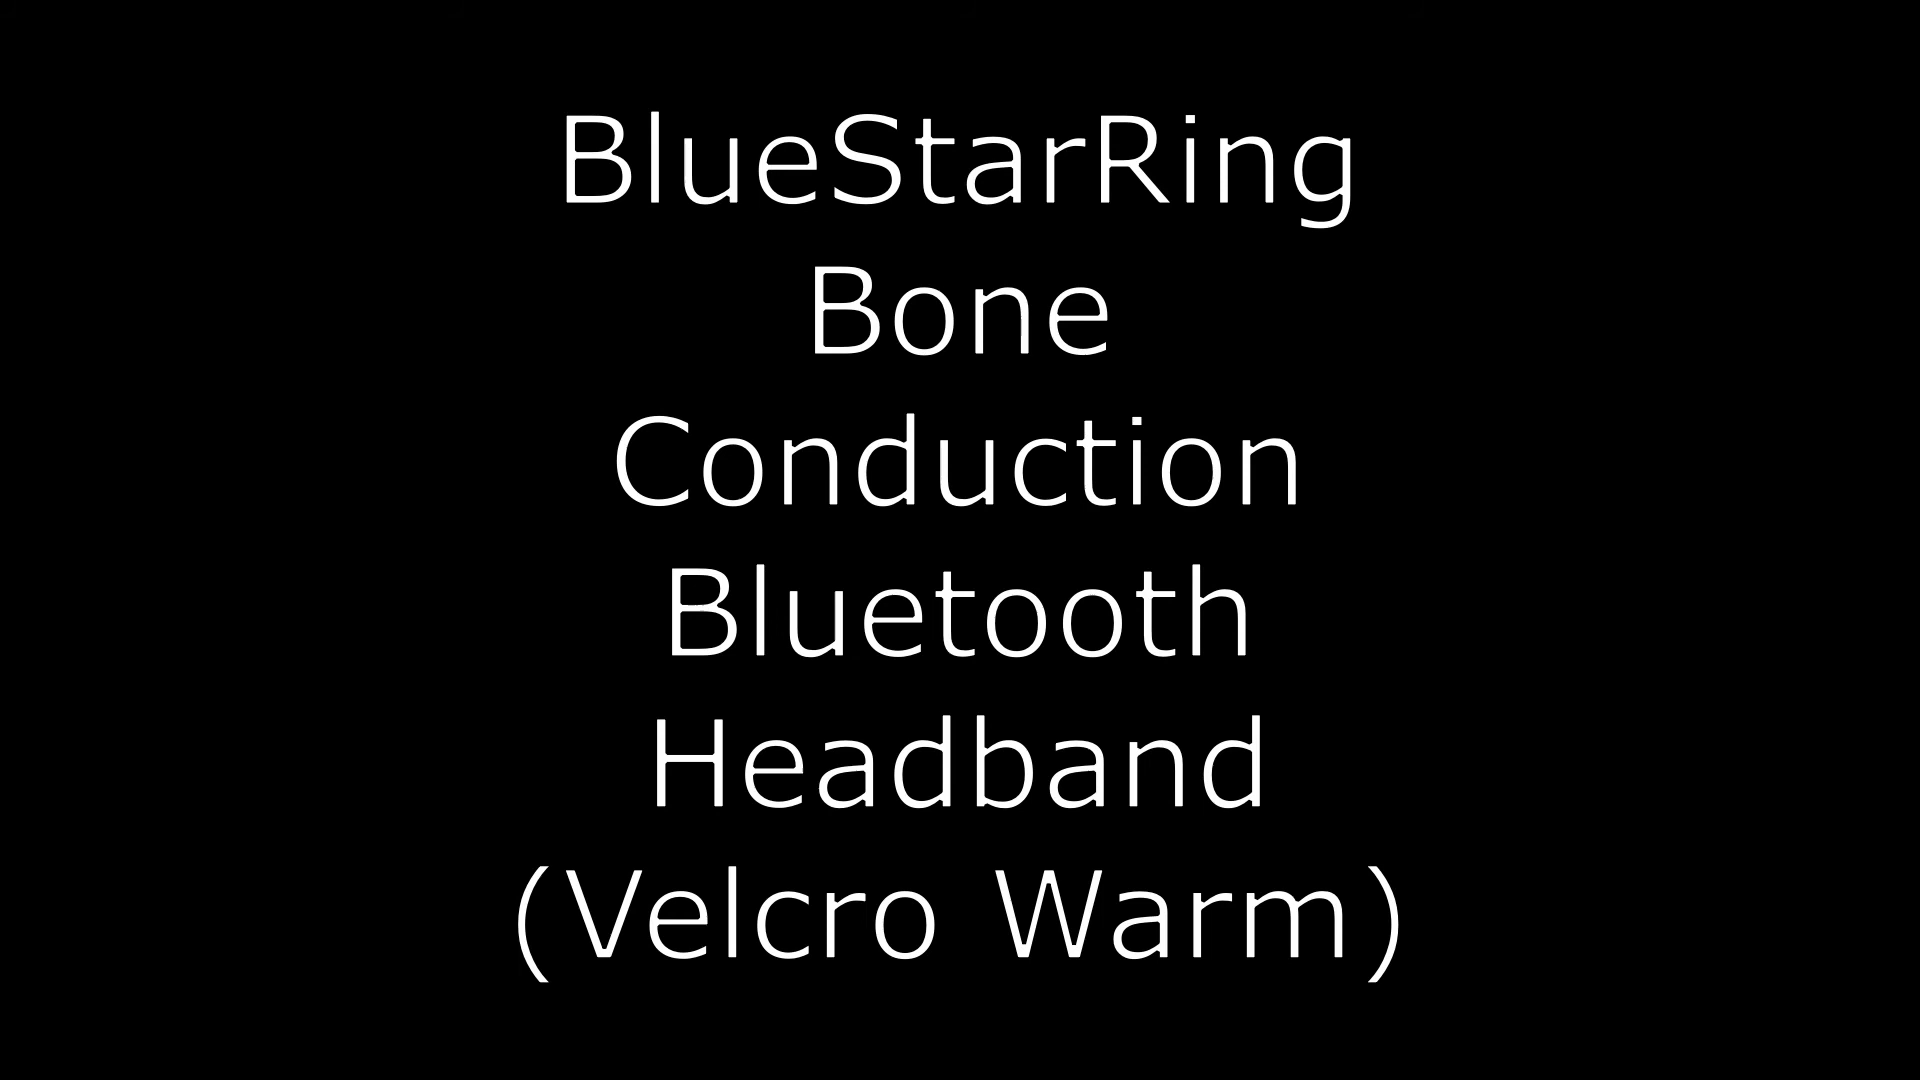 BlueStarRing
Bone
Conduction
Bluetooth
Headband
(Velcro Warm)